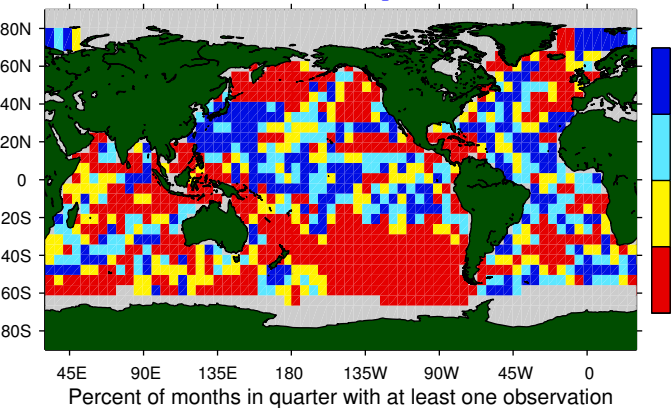 80N
60N
40N
20N
0
20S
40S
60S
80S
45E 90E 135E 180 135W 90W 45W 0
Percent of months in quarter with at least one observation